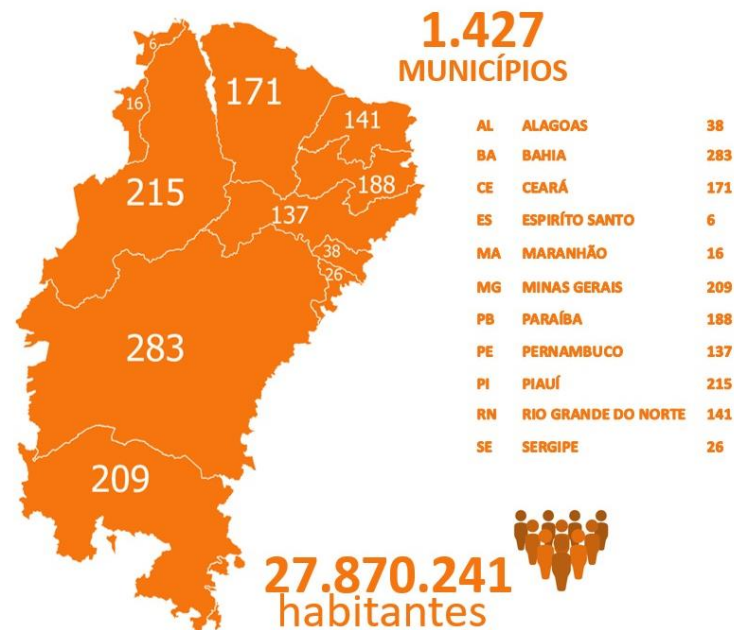 1.427
MUNICÍPIOS
6
16
171
141
215
188
137
38
26
283
209
AL ALAGOAS 38
BA BAHIA 283
CE CEARÁ 171
ES ESPIRÍTO SANTO 6
MA MARANHÃO 16
MG MINAS GERAIS 209
PB PARAÍBA 188
PE PERNAMBUCO 137
PI PIAUÍ 215
RN RIO GRANDE DO NORTE 141
SE SERGIPE 26
27.870.241
habitantes